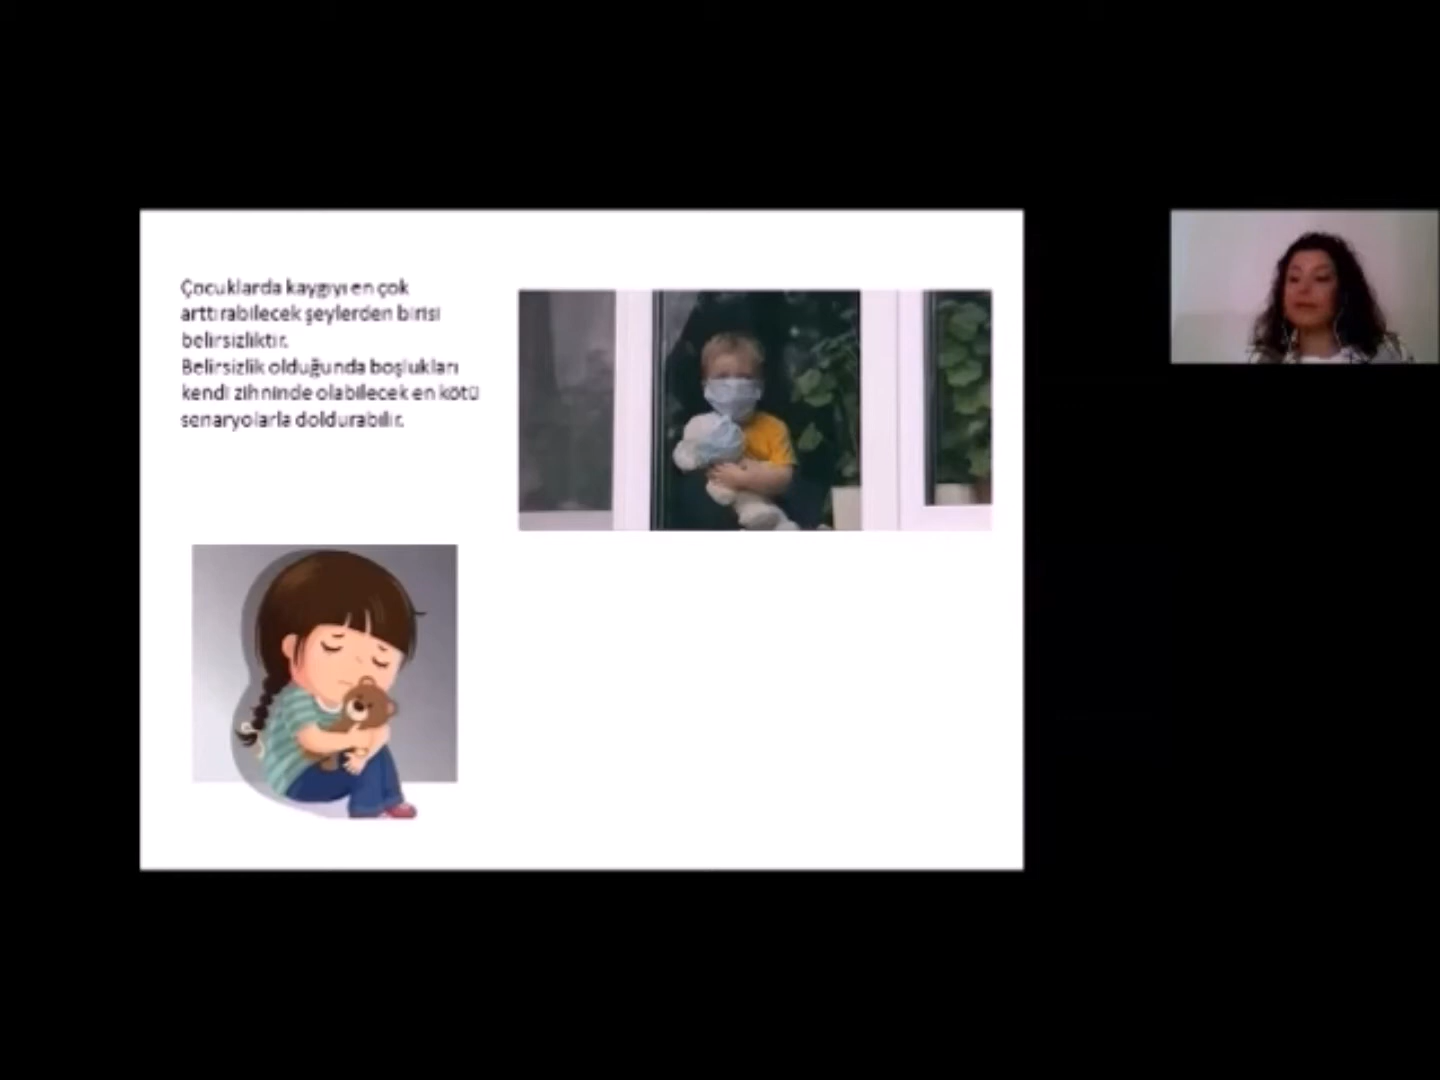 Çocuklarda kaygıyı en çok
arttırabilecek şeylerden birisi
belirsizliktir.
Belirsizlik olduğunda boşlukları
kendi zihninde olabilecek en kötü
senaryolarla doldurabilir.